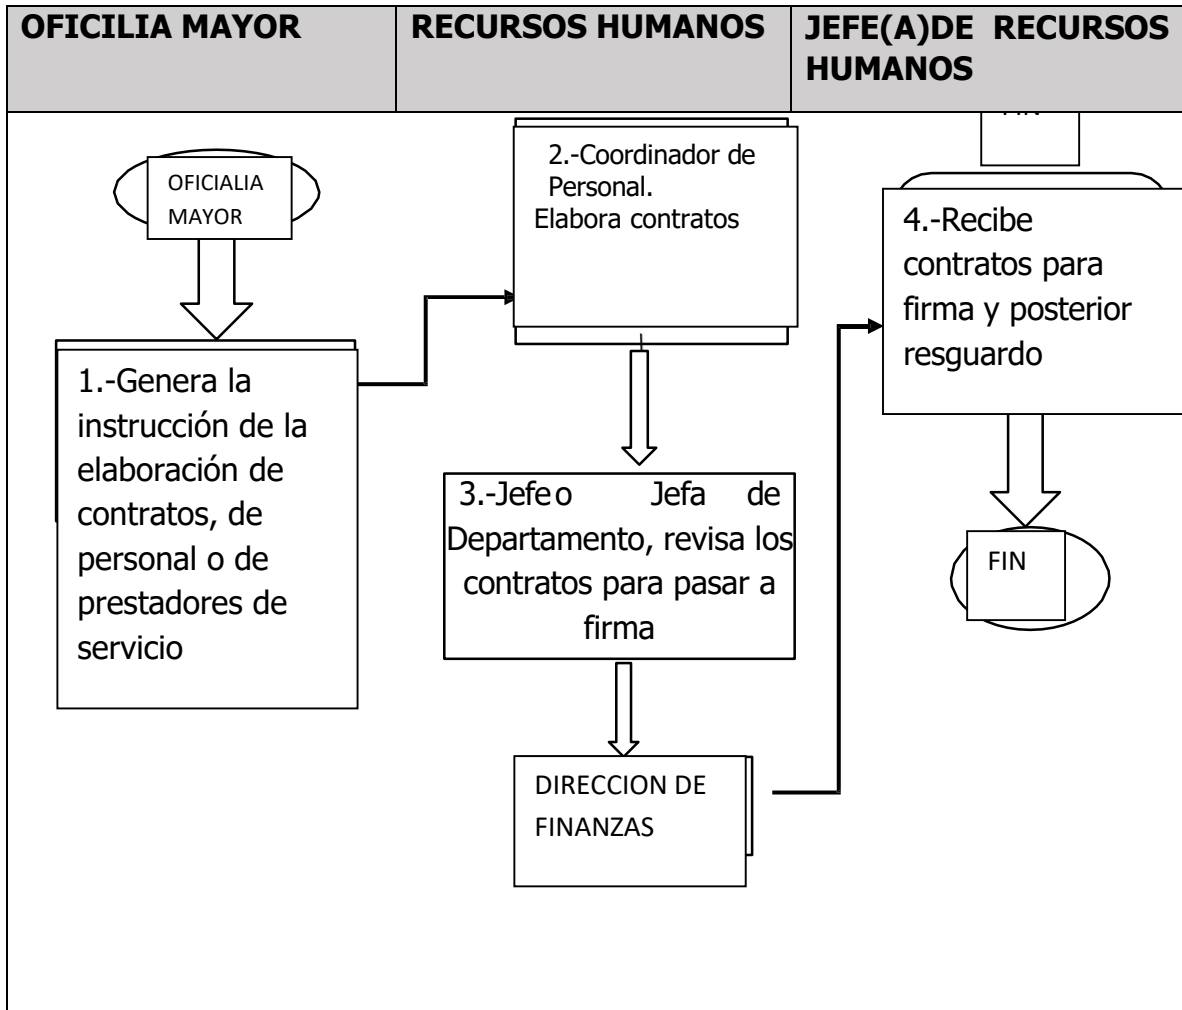 OFICILIA MAYOR
RECURSOS HUMANOS
JEFE(A)DE RECURSOS
HUMANOS
OFICIALIA
MAYOR
1.-Genera la
instrucción de la
elaboración de
contratos, de
personal o de
prestadores de
servicio
2.-Coordinador de
Personal.
Elabora contratos
3.-Jefe o Jefa de
Departamento, revisa los
contratos para pasar a
firma
DIRECCION DE
FINANZAS
4.-Recibe
contratos para
firma y posterior
resguardo
FIN